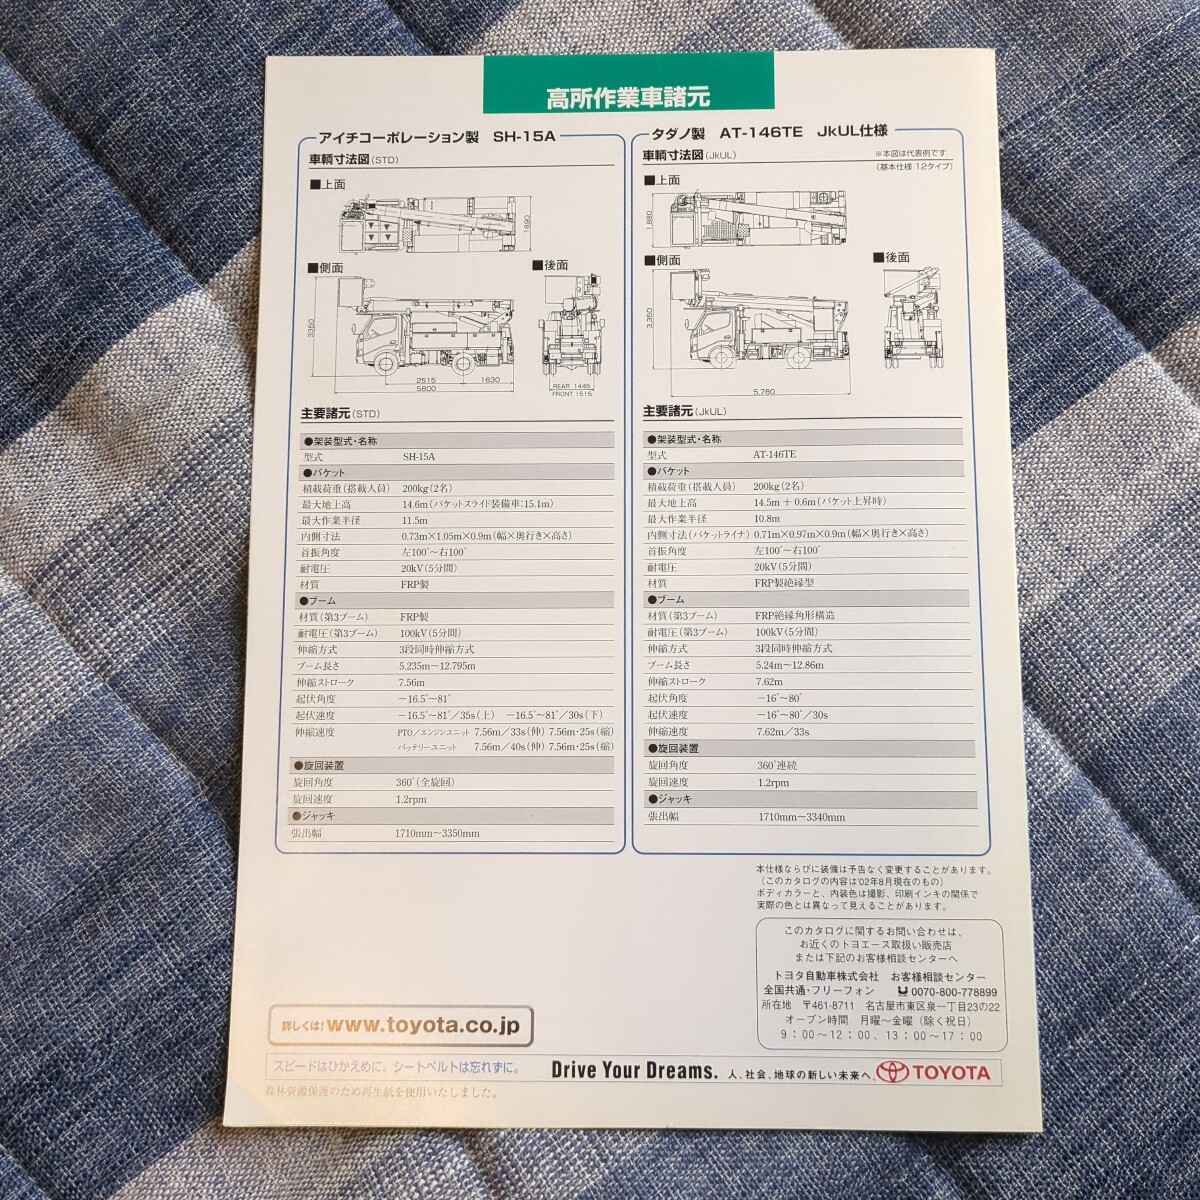 高所作業車諸元
アイチコーポレーション製 SH-15A
車輌寸法図(STD)
■上面
1890
■側面
■後面
3350
2515
1630
5800
REAR 1445
FRONT 1515
主要諸元(STD)
●架装型式・名称
型式 SH-15A
●バケット
積載荷重(搭載人員) 200kg(2名)
最大地上高 14.6m(バケットスライド装備車:15.1m)
最大作業半径 11.5m
内側寸法 0.73m×1.05m×0.9m(幅×奥行き×高さ)
首振角度 左100°~右100°
耐電圧 20kV(5分間)
材質 FRP製
●ブーム
材質(第3ブーム) FRP製
耐電圧(第3ブーム) 100kV(5分間)
伸縮方式 3段同時伸縮方式
ブーム長さ 5.235m~12.795m
伸縮ストローク 7.56m
起伏角度 -16.5°~81°
起伏速度 -16.5°~81°/35s(上) -16.5°~81°/30s(下)
伸縮速度 PTO/エンジンユニット 7.56m/33s(伸) 7.56m・25s(縮)
バッテリーユニット 7.56m/40s(伸) 7.56m・25s(縮)
●旋回装置
旋回角度 360°(全旋回)
旋回速度 1.2rpm
●ジャッキ
張出幅 1710mm~3350mm
タダノ製 AT-146TE JkUL仕様
車輌寸法図(JkUL)
※本図は代表例です
(基本仕様 12タイプ)
■上面
1,880
■側面
■後面
3,350
5,780
主要諸元(JkUL)
●架装型式・名称
型式 AT-146TE
●バケット
積載荷重(搭載人員) 200kg(2名)
最大地上高 14.5m+0.6m(バケット上昇時)
最大作業半径 10.8m
内側寸法(バケットライナ) 0.71m×0.97m×0.9m(幅×奥行き×高さ)
首振角度 左100°~右100°
耐電圧 20kV(5分間)
材質 FRP製絶縁型
●ブーム
材質(第3ブーム) FRP絶縁角形構造
耐電圧(第3ブーム) 100kV(5分間)
伸縮方式 3段同時伸縮方式
ブーム長さ 5.24m~12.86m
伸縮ストローク 7.62m
起伏角度 -16°~80°
起伏速度 -16°~80°/30s
伸縮速度 7.62m/33s
●旋回装置
旋回角度 360°連続
旋回速度 1.2rpm
●ジャッキ
張出幅 1710mm~3340mm
本仕様ならびに装備は予告なく変更することがあります。
(このカタログの内容は'02年8月現在のもの)
ボディカラーと、内装色は撮影、印刷インキの関係で
実際の色とは異なって見えることがあります。
このカタログに関するお問い合わせは、
お近くのトヨエース取扱い販売店
または下記のお客様相談センターへ
トヨタ自動車株式会社 お客様相談センター
全国共通・フリーフォン 0070-800-778899
所在地 〒461-8711 名古屋市東区泉一丁目23の22
オープン時間 月曜~金曜(除く祝日)
9:00~12:00、13:00~17:00
詳しくは! www.toyota.co.jp
スピードはひかえめに。シートベルトは忘れずに。
Drive Your Dreams. 人、社会、地球の新しい未来へ。 TOYOTA
森林資源保護のため再生紙を使用いたしました。